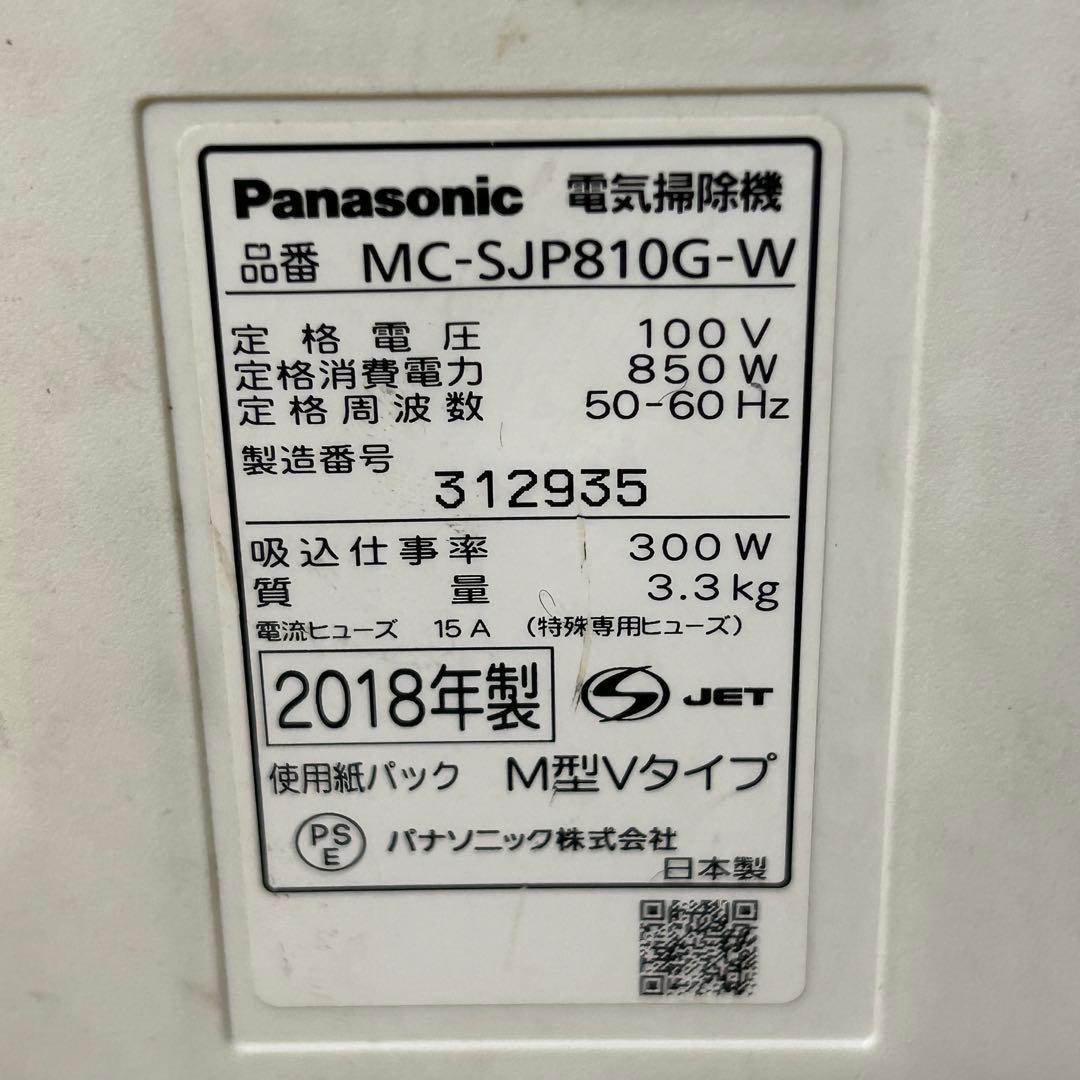 Panasonic 電気掃除機
品番 MC-SJP810G-W
定格電圧 100V
定格消費電力 850W
定格周波数 50-60Hz
製造番号 312935
吸込仕事率 300W
質量 3.3kg
電流ヒューズ 15A (特殊専用ヒューズ)
2018年製 JET
使用紙パック M型Vタイプ
PSE パナソニック株式会社
日本製